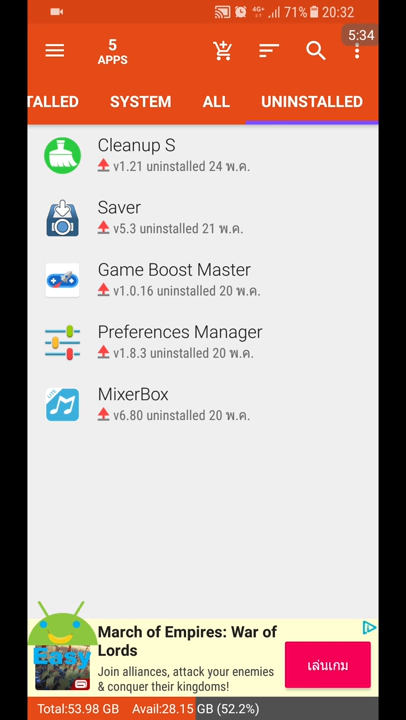 4G+ 71% 20:32
5:34
5
APPS
TALLED SYSTEM ALL UNINSTALLED
Cleanup S
v1.21 uninstalled 24 พ.ค.
Saver
v5.3 uninstalled 21 พ.ค.
Game Boost Master
v1.0.16 uninstalled 20 พ.ค.
Preferences Manager
v1.8.3 uninstalled 20 พ.ค.
LITE
MixerBox
v6.80 uninstalled 20 พ.ค.
March of Empires: War of
Lords
Easy
เล่นเกม
Join alliances, attack your enemies
& conquer their kingdoms!
Total:53.98 GB Avail:28.15 GB (52.2%)